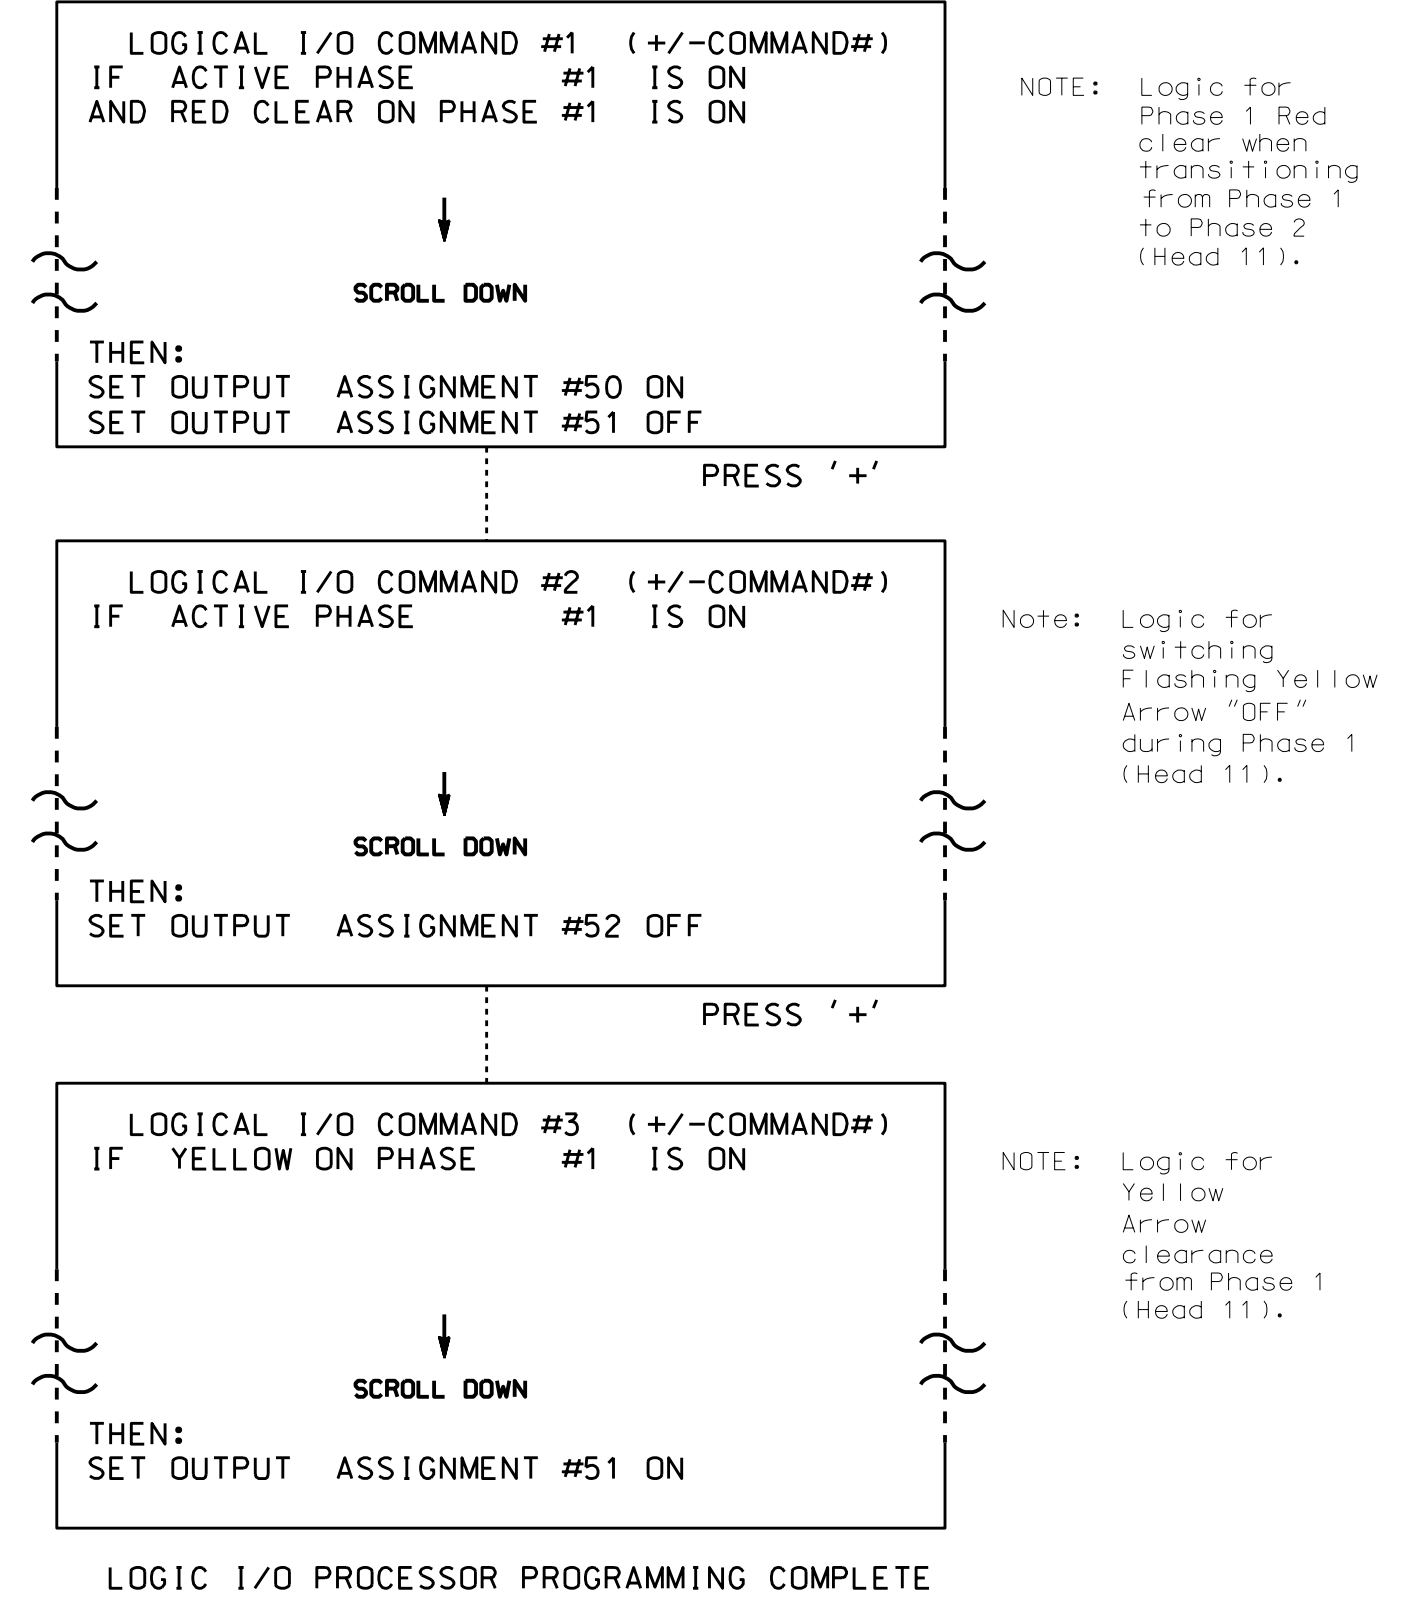 LOGICAL I/O COMMAND #1 (+/-COMMAND#)
IF ACTIVE PHASE #1 IS ON
AND RED CLEAR ON PHASE #1 IS ON
SCROLL DOWN
THEN:
SET OUTPUT ASSIGNMENT #50 ON
SET OUTPUT ASSIGNMENT #51 OFF
NOTE: Logic for
Phase 1 Red
clear when
transitioning
from Phase 1
to Phase 2
(Head 11).
PRESS '+'
LOGICAL I/O COMMAND #2 (+/-COMMAND#)
IF ACTIVE PHASE #1 IS ON
SCROLL DOWN
THEN:
SET OUTPUT ASSIGNMENT #52 OFF
Note: Logic for
switching
Flashing Yellow
Arrow "OFF"
during Phase 1
(Head 11).
PRESS '+'
LOGICAL I/O COMMAND #3 (+/-COMMAND#)
IF YELLOW ON PHASE #1 IS ON
SCROLL DOWN
THEN:
SET OUTPUT ASSIGNMENT #51 ON
NOTE: Logic for
Yellow
Arrow
clearance
from Phase 1
(Head 11).
LOGIC I/O PROCESSOR PROGRAMMING COMPLETE